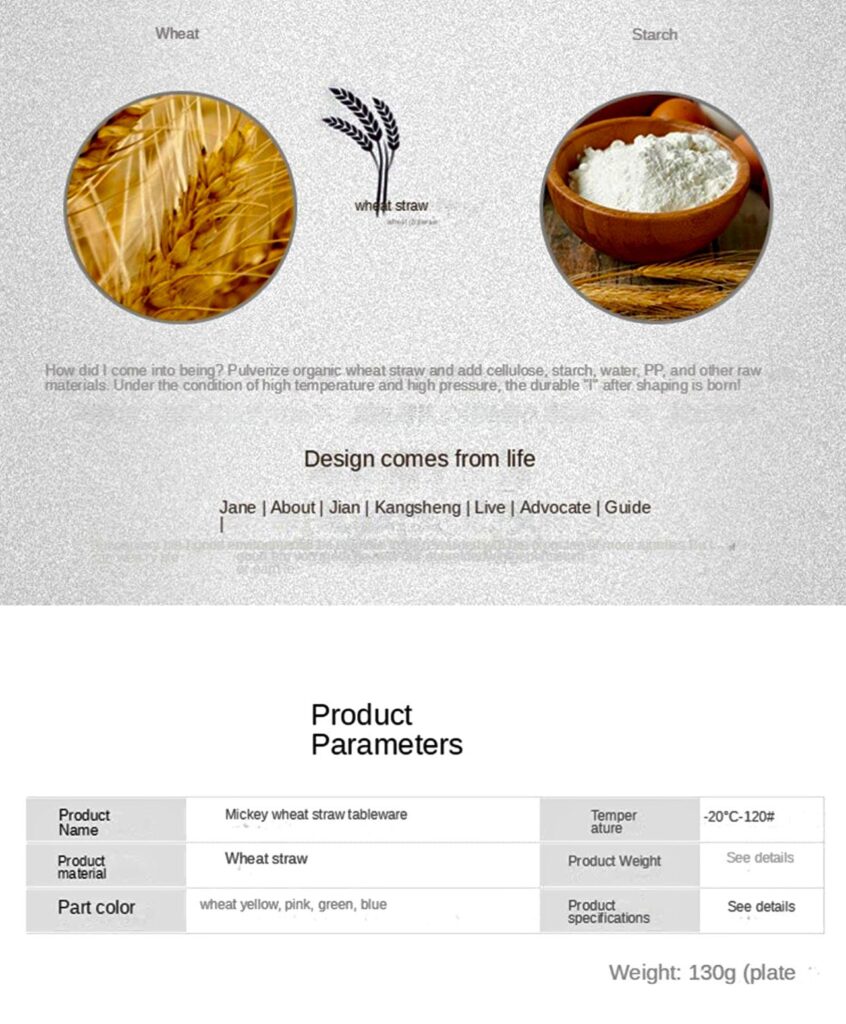 Wheat
Starch
wheat straw
How did I come into being? Pulverize organic wheat straw and add cellulose, starch, water, PP, and other raw
materials. Under the condition of high temperature and high pressure, the durable "I" after shaping is born!
Design comes from life
Jane | About | Jian | Kangsheng | Live | Advocate | Guide
|
Product
Parameters
Product
Name
Mickey wheat straw tableware
Temper
ature
-20°C-120#
Product
material
Wheat straw
Product Weight
See details
Part color
wheat yellow, pink, green, blue
Product
specifications
See details
Weight: 130g (plate